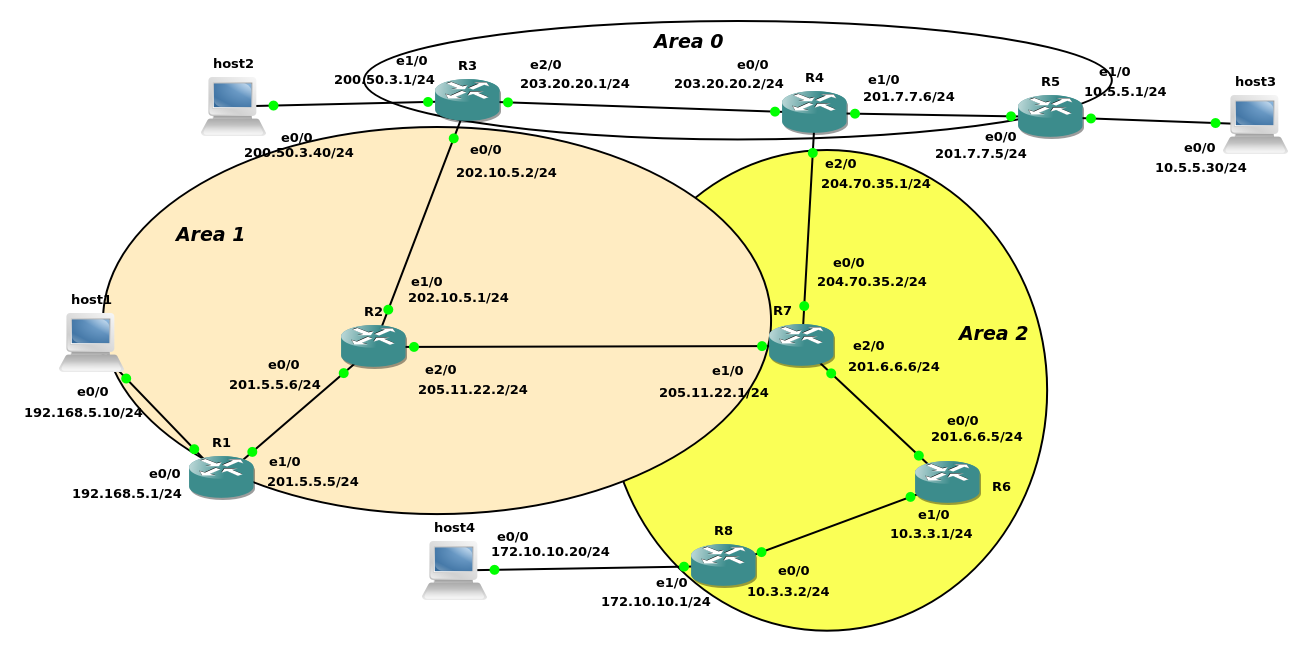 Area 0
host2
e1/0
200.50.3.1/24
R3
e2/0
203.20.20.1/24
e0/0
203.20.20.2/24
R4
e1/0
201.7.7.6/24
R5
e1/0
10.5.5.1/24
host3
e0/0
200.50.3.40/24
e0/0
202.10.5.2/24
e2/0
204.70.35.1/24
e0/0
201.7.7.5/24
e0/0
10.5.5.30/24
Area 1
e0/0
204.70.35.2/24
host1
e1/0
202.10.5.1/24
R2
R7
Area 2
e0/0
201.5.5.6/24
e2/0
205.11.22.2/24
e1/0
205.11.22.1/24
e2/0
201.6.6.6/24
e0/0
192.168.5.10/24
R1
e0/0
192.168.5.1/24
e1/0
201.5.5.5/24
e0/0
201.6.6.5/24
R6
e1/0
10.3.3.1/24
host4
e0/0
172.10.10.20/24
R8
e1/0
172.10.10.1/24
e0/0
10.3.3.2/24